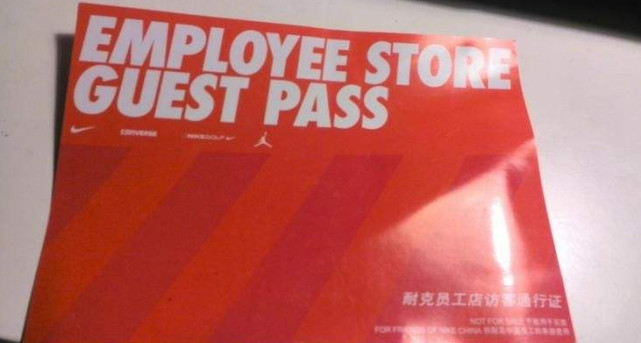 EMPLOYEE STORE
GUEST PASS
CONVERSE NIKEGOLF
耐克员工店访客通行证
NOT FOR SALE
FOR FRIENDS OF NIKE CHINA